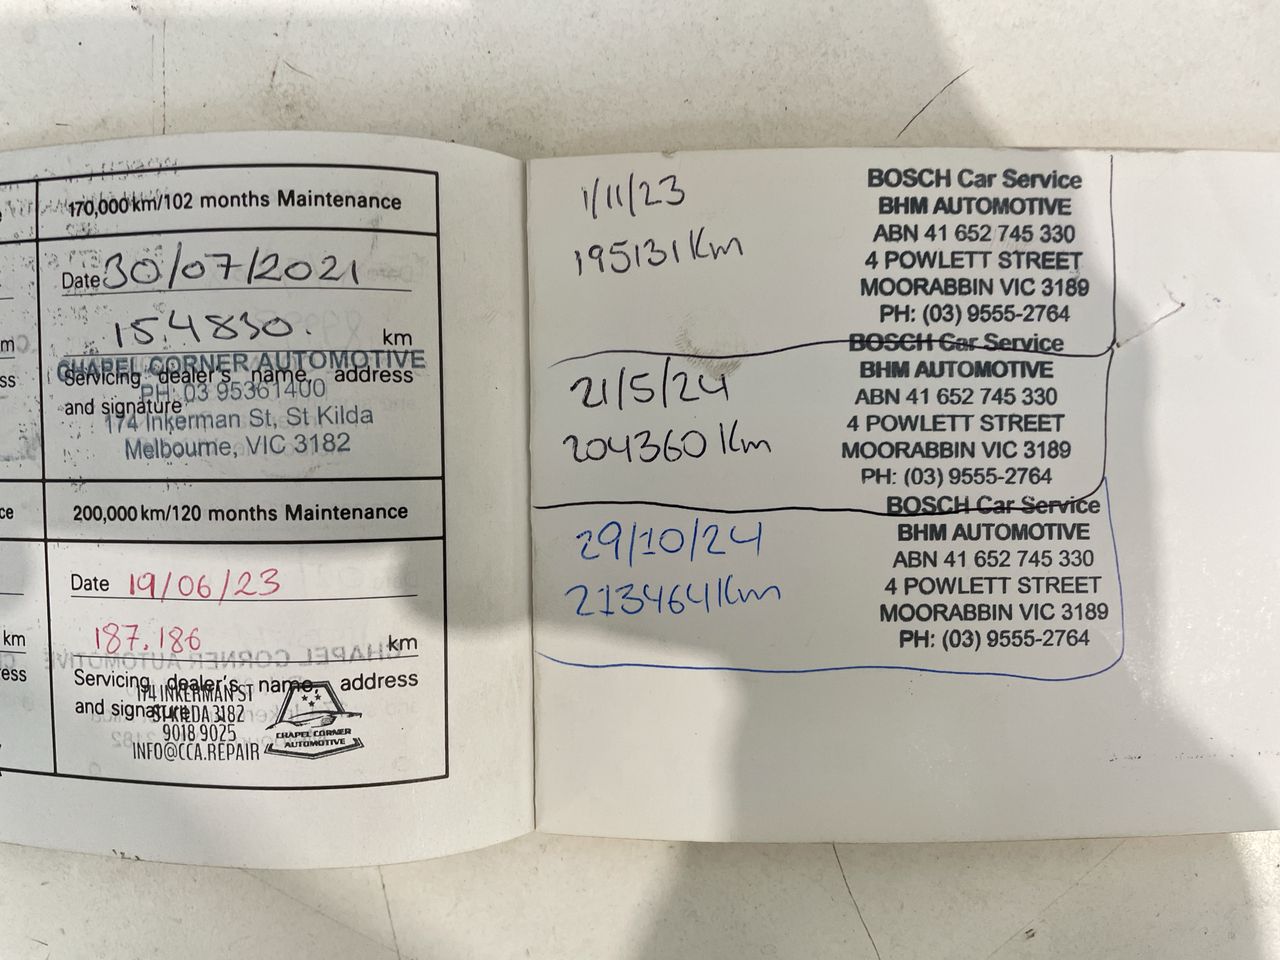 170,000 km/102 months Maintenance
Date 30/07/2021
154830. km
CHAPEL CORNER AUTOMOTIVE
Servicing dealer's name, address
PH: 03 95361400
and signature
174 Inkerman St, St Kilda
Melbourne, VIC 3182
200,000 km/120 months Maintenance
Date 19/06/23
187,186 km
Servicing dealer's name, address
174 INKERMAN ST
and signature
ST KILDA 3182
9018 9025
INFO@CCA.REPAIR
CHAPEL CORNER
AUTOMOTIVE
1/11/23
195131 Km
BOSCH Car Service
BHM AUTOMOTIVE
ABN 41 652 745 330
4 POWLETT STREET
MOORABBIN VIC 3189
PH: (03) 9555-2764
21/5/24
204360 Km
BOSCH Car Service
BHM AUTOMOTIVE
ABN 41 652 745 330
4 POWLETT STREET
MOORABBIN VIC 3189
PH: (03) 9555-2764
29/10/24
213464 Km
BOSCH Car Service
BHM AUTOMOTIVE
ABN 41 652 745 330
4 POWLETT STREET
MOORABBIN VIC 3189
PH: (03) 9555-2764